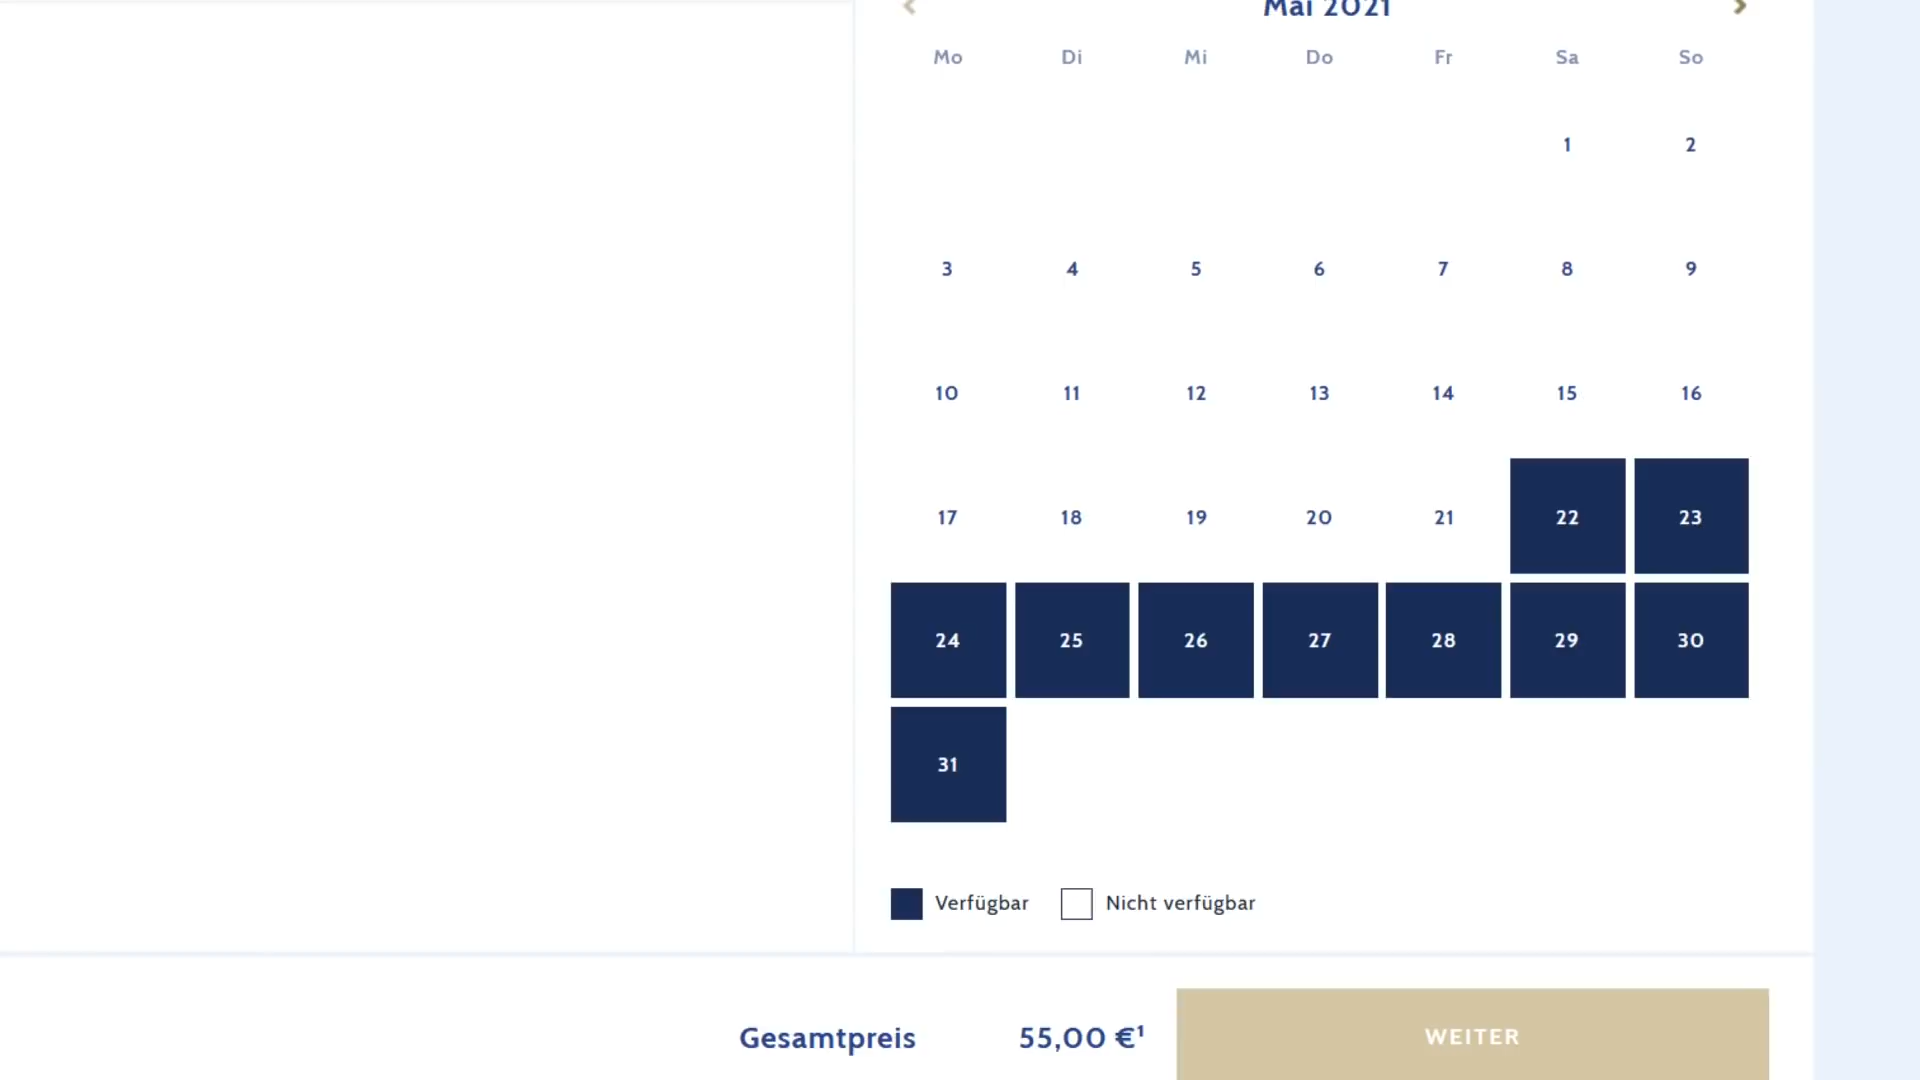 Mai 2021
Mo Di Mi Do Fr Sa So
1 2
3 4 5 6 7 8 9
10 11 12 13 14 15 16
17 18 19 20 21 22 23
24 25 26 27 28 29 30
31
Verfügbar Nicht verfügbar
Gesamtpreis 55,00 €¹ WEITER